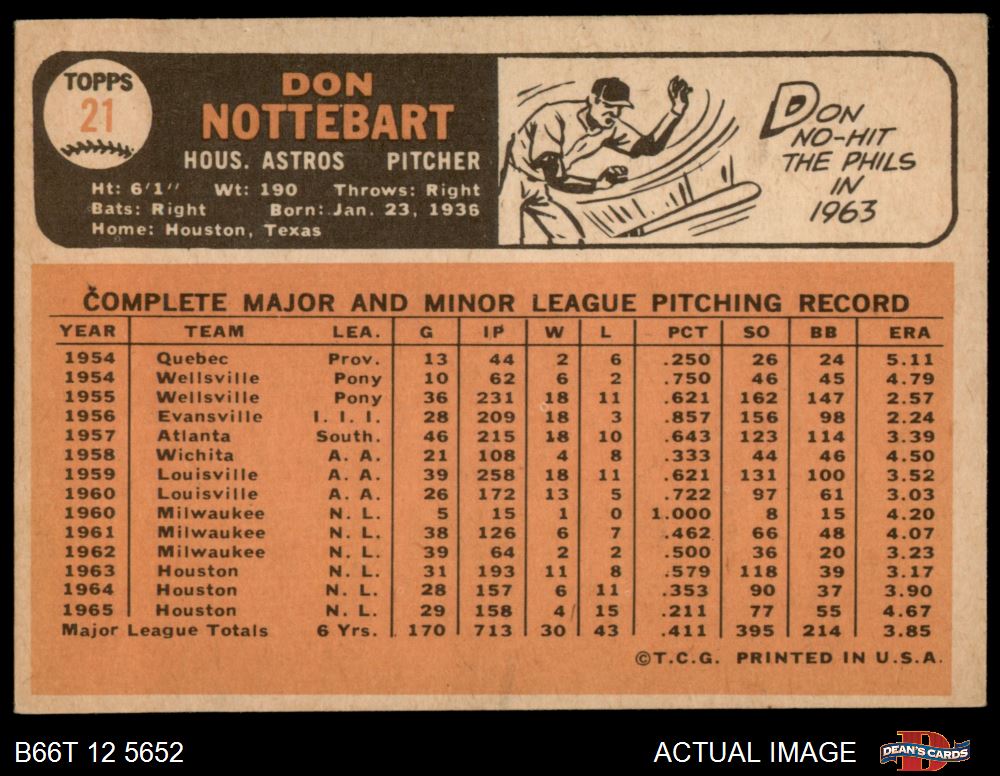 TOPPS
21
DON
NOTTEBART
HOUS. ASTROS PITCHER
Ht: 6'1" Wt: 190 Throws: Right
Bats: Right Born: Jan. 23, 1936
Home: Houston, Texas
DON
NO-HIT
THE PHILS
IN
1963
COMPLETE MAJOR AND MINOR LEAGUE PITCHING RECORD
YEAR TEAM LEA. G IP W L PCT SO BB ERA
1954 Quebec Prov. 13 44 2 6 .250 26 24 5.11
1954 Wellsville Pony 10 62 6 2 .750 46 45 4.79
1955 Wellsville Pony 36 231 18 11 .621 162 147 2.57
1956 Evansville I. I. I. 28 209 18 3 .857 156 98 2.24
1957 Atlanta South. 46 215 18 10 .643 123 114 3.39
1958 Wichita A. A. 21 108 4 8 .333 44 46 4.50
1959 Louisville A. A. 39 258 18 11 .621 131 100 3.52
1960 Louisville A. A. 26 172 13 5 .722 97 61 3.03
1960 Milwaukee N. L. 5 15 1 0 1.000 8 15 4.20
1961 Milwaukee N. L. 38 126 6 7 .462 66 48 4.07
1962 Milwaukee N. L. 39 64 2 2 .500 36 20 3.23
1963 Houston N. L. 31 193 11 8 .579 118 39 3.17
1964 Houston N. L. 28 157 6 11 .353 90 37 3.90
1965 Houston N. L. 29 158 4 15 .211 77 55 4.67
Major League Totals 6 Yrs. 170 713 30 43 .411 395 214 3.85
©T.C.G. PRINTED IN U.S.A.
B66T 12 5652 ACTUAL IMAGE DEAN'S CARDS